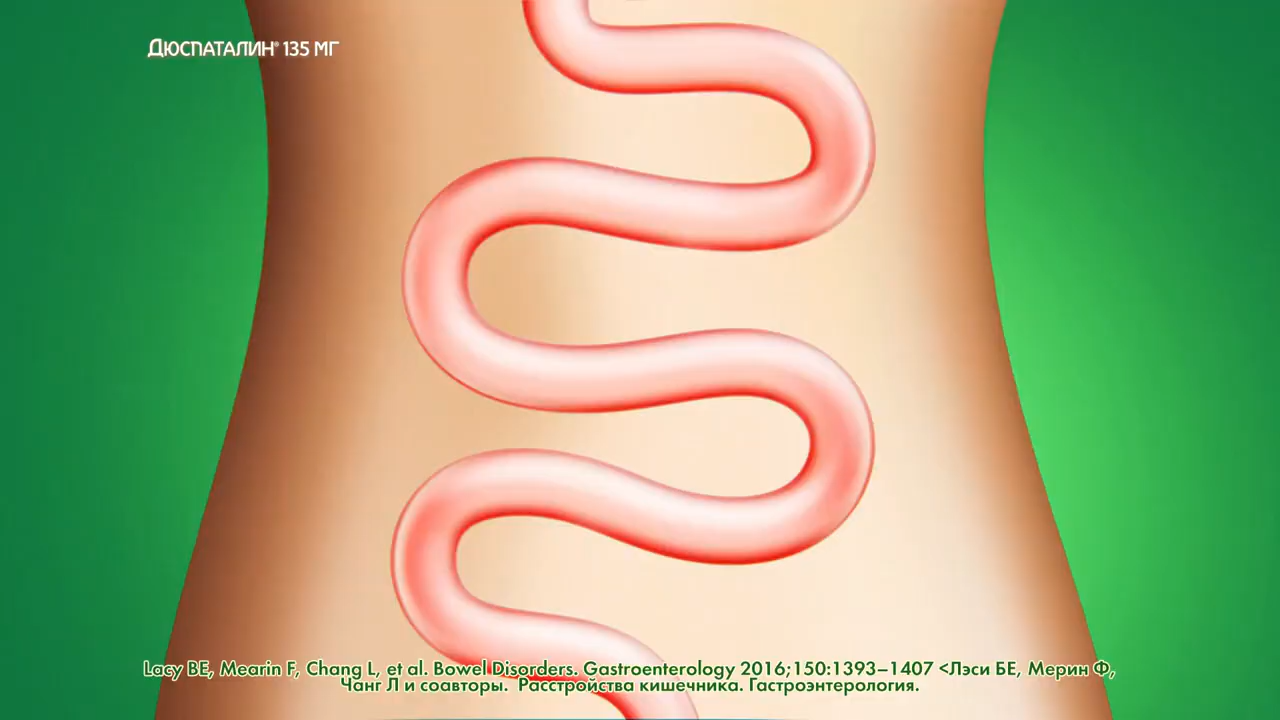 Дюспаталин® 135 МГ
Lacy BE, Mearin F, Chang L, et al. Bowel Disorders. Gastroenterology 2016;150:1393–1407 <Лэси БЕ, Мерин Ф,
Чанг Л и соавторы. Расстройства кишечника. Гастроэнтерология.